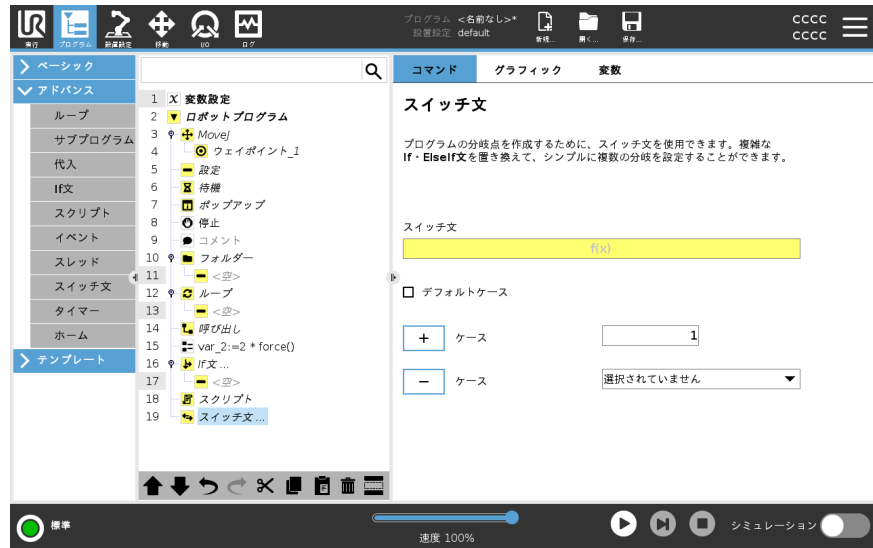 UR
実行
プログラム
設置設定
移動
I/O
ログ
プログラム <名前なし>*
設置設定 default
新規...
開く...
保存...
cccc
cccc
ベーシック
アドバンス
ループ
サブプログラム
代入
If文
スクリプト
イベント
スレッド
スイッチ文
タイマー
ホーム
テンプレート
1 X 変数設定
2 ロボットプログラム
3 MoveJ
4 ウェイポイント_1
5 設定
6 待機
7 ポップアップ
8 停止
9 コメント
10 フォルダー
11 <空>
12 ループ
13 <空>
14 呼び出し
15 var_2:=2 * force()
16 If文 ...
17 <空>
18 スクリプト
19 スイッチ文 ...
コマンド グラフィック 変数
スイッチ文
プログラムの分岐点を作成するために、スイッチ文を使用できます。複雑な
If・ElseIf文を置き換えて、シンプルに複数の分岐を設定することができます。
スイッチ文
f(x)
デフォルトケース
+ ケース 1
− ケース 選択されていません
標準
速度 100%
シミュレーション